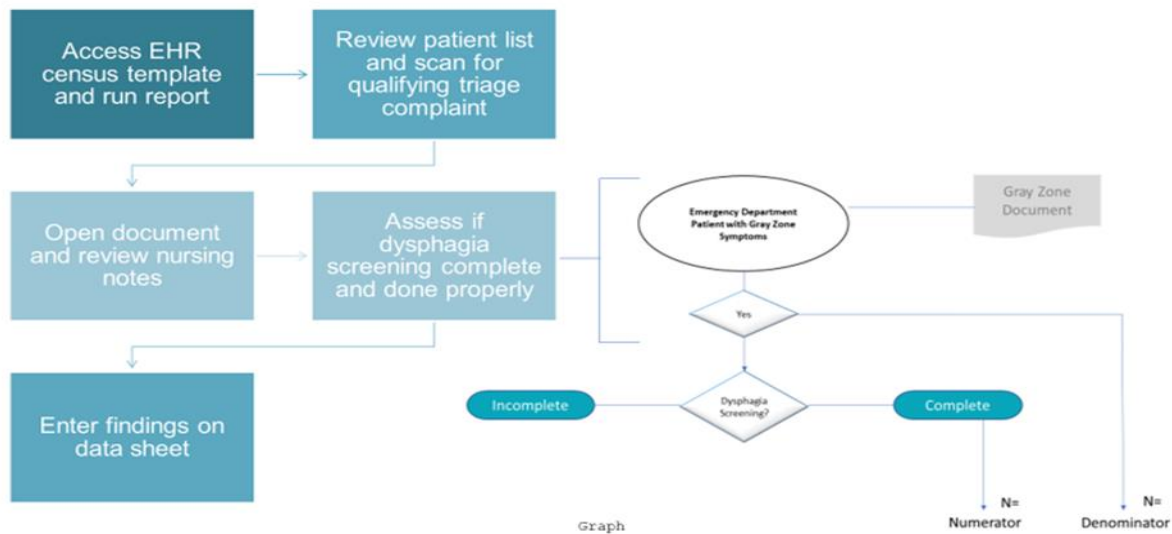 Access EHR
census template
and run report
Review patient list
and scan for
qualifying triage
complaint
Open document
and review nursing
notes
Assess if
dysphagia
screening complete
and done properly
Enter findings on
data sheet
Emergency Department
Patient with Gray Zone
Symptoms
Gray Zone
Document
Yes
Dysphagia
Screening?
Incomplete
Complete
N=
Numerator
N=
Denominator
Graph